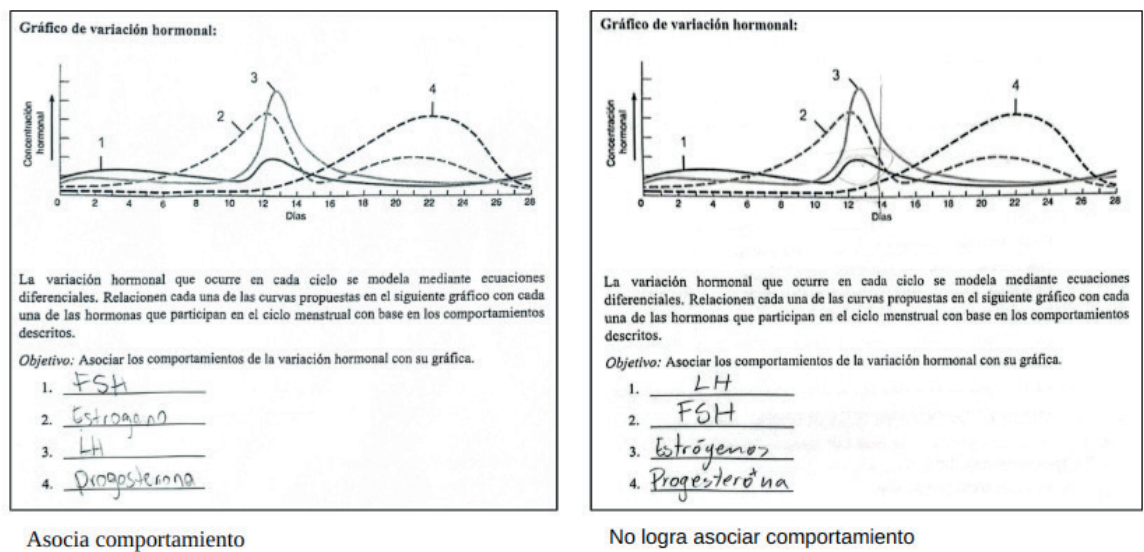 Gráfico de variación hormonal:
Concentración
hormonal
1
2
3
4
0 2 4 6 8 10 12 14 16 18 20 22 24 26 28
Días
La variación hormonal que ocurre en cada ciclo se modela mediante ecuaciones
diferenciales. Relacionen cada una de las curvas propuestas en el siguiente gráfico con cada
una de las hormonas que participan en el ciclo menstrual con base en los comportamientos
descritos.
Objetivo: Asociar los comportamientos de la variación hormonal con su gráfica.
1. FSH
2. Estrogeno
3. LH
4. Progosterona
Asocia comportamiento
Gráfico de variación hormonal:
Concentración
hormonal
1
2
3
4
0 2 4 6 8 10 12 14 16 18 20 22 24 26 28
Días
La variación hormonal que ocurre en cada ciclo se modela mediante ecuaciones
diferenciales. Relacionen cada una de las curvas propuestas en el siguiente gráfico con cada
una de las hormonas que participan en el ciclo menstrual con base en los comportamientos
descritos.
Objetivo: Asociar los comportamientos de la variación hormonal con su gráfica.
1. LH
2. FSH
3. Estrógenos
4. Progesteróna
No logra asociar comportamiento